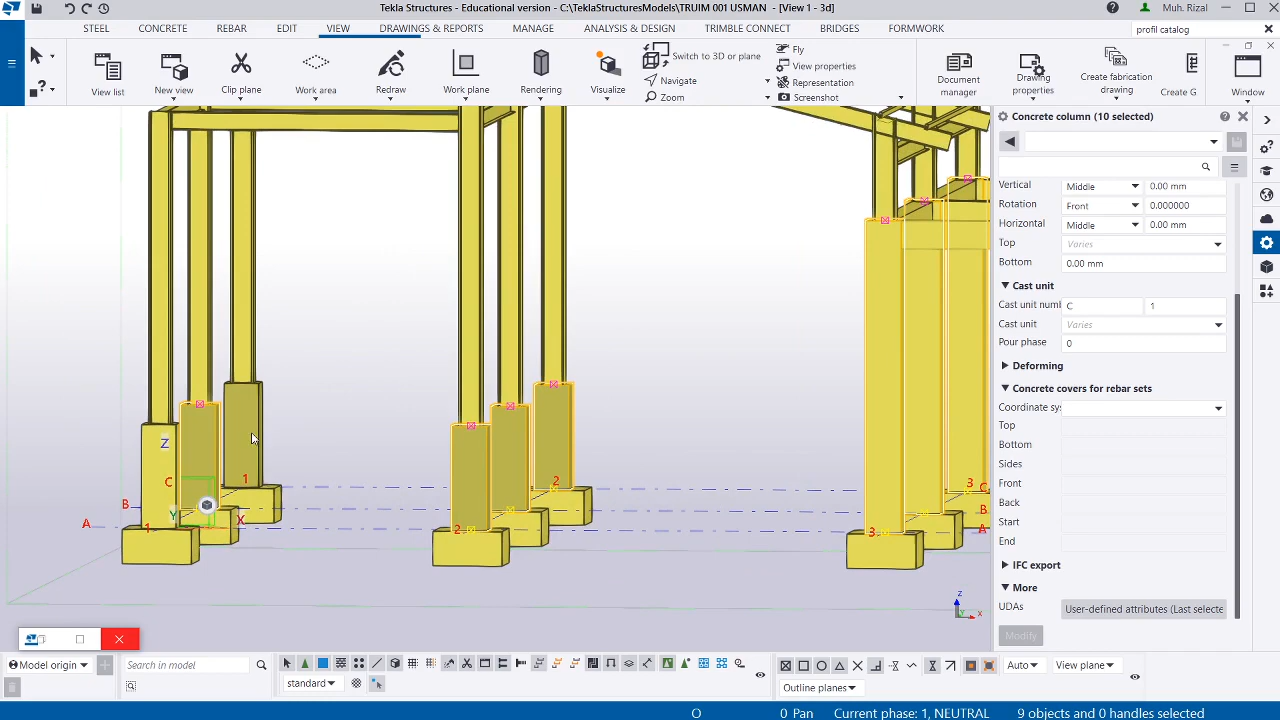 Tekla Structures - Educational version - C:\TeklaStructuresModels\TRUIN0001 USMAN - [View 1 - 3d]
Muh. Rizal
STEEL CONCRETE REBAR EDIT VIEW DRAWINGS & REPORTS MANAGE ANALYSIS & DESIGN TRIMBLE CONNECT BRIDGES FORMWORK
profil catalog
View list
New view
Clip plane
Work area
Redraw
Work plane
Switch to 3D or plane
Navigate
Zoom
Rendering
Visualize
Fly
View properties
Representation
Screenshot
Document manager
Drawing properties
Create fabrication drawing
Create G
Window
Concrete column (10 selected)
Vertical Middle 0.00 mm
Rotation Front 0.000000
Horizontal Middle 0.00 mm
Top Varies
Bottom 0.00 mm
Cast unit
Cast unit numl C 1
Cast unit Varies
Pour phase 0
Deforming
Concrete covers for rebar sets
Coordinate sy:
Top
Bottom
Sides
Front
Back
Start
End
IFC export
More
UDAs User-defined attributes (Last selecte
Modify
Z
C
B
A
Y
X
1
1
2
2
3
3
C
B
A
z
y
x
Model origin
Search in model
standard
Auto
View plane
Outline planes
O 0 Pan Current phase: 1, NEUTRAL 9 objects and 0 handles selected